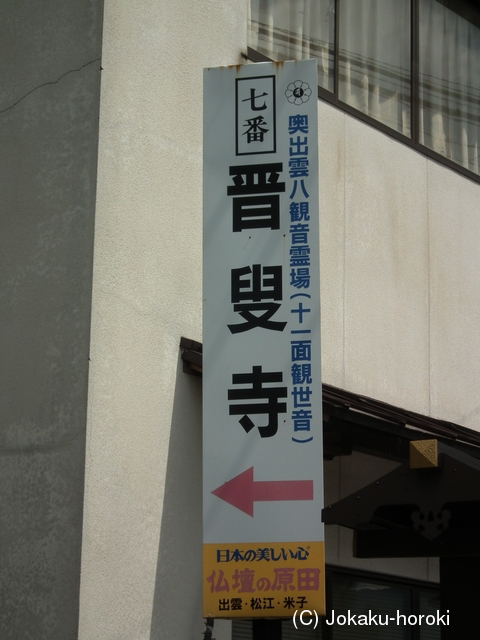 七番
奥出雲八観音霊場(十一面観世音)
晋叟寺
日本の美しい心
仏壇の原田
出雲・松江・米子
(C) Jokaku-horoki